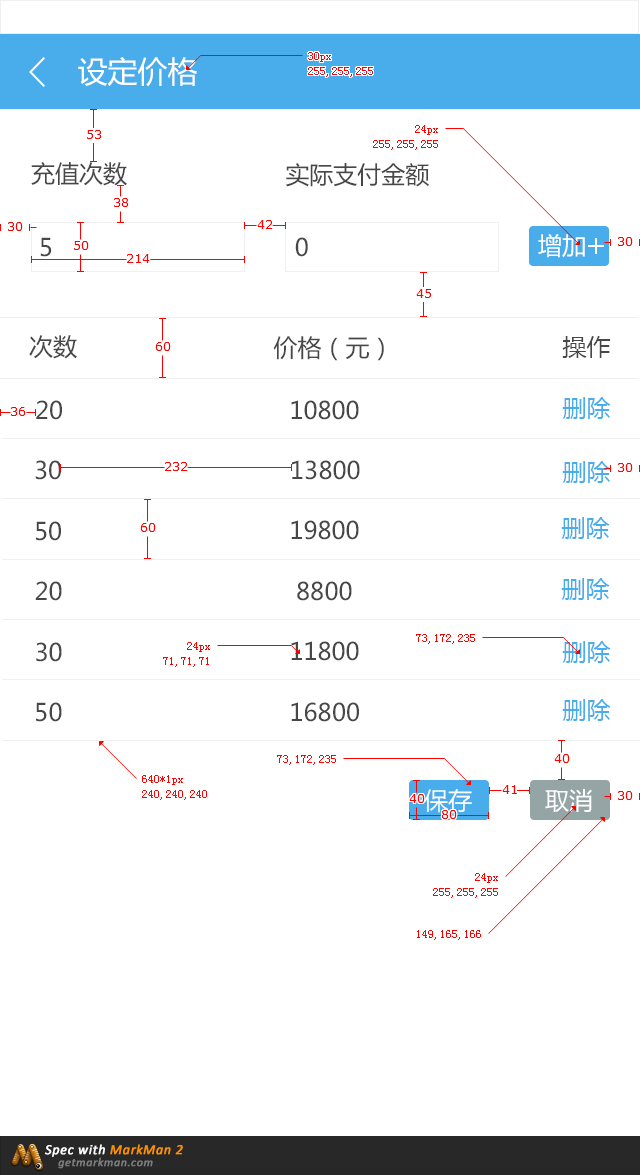 设定价格
30px
255, 255, 255
53
24px
255, 255, 255
充值次数
实际支付金额
38
30
5
50
214
42
0
增加+
30
45
次数
60
价格（元）
操作
36
20
10800
删除
30
232
13800
删除
30
50
60
19800
删除
20
8800
删除
30
24px
71, 71, 71
11800
73, 172, 235
删除
50
16800
删除
640*1px
240, 240, 240
73, 172, 235
40
40
保存
80
41
取消
30
24px
255, 255, 255
149, 165, 166
Spec with MarkMan 2
getmarkman.com